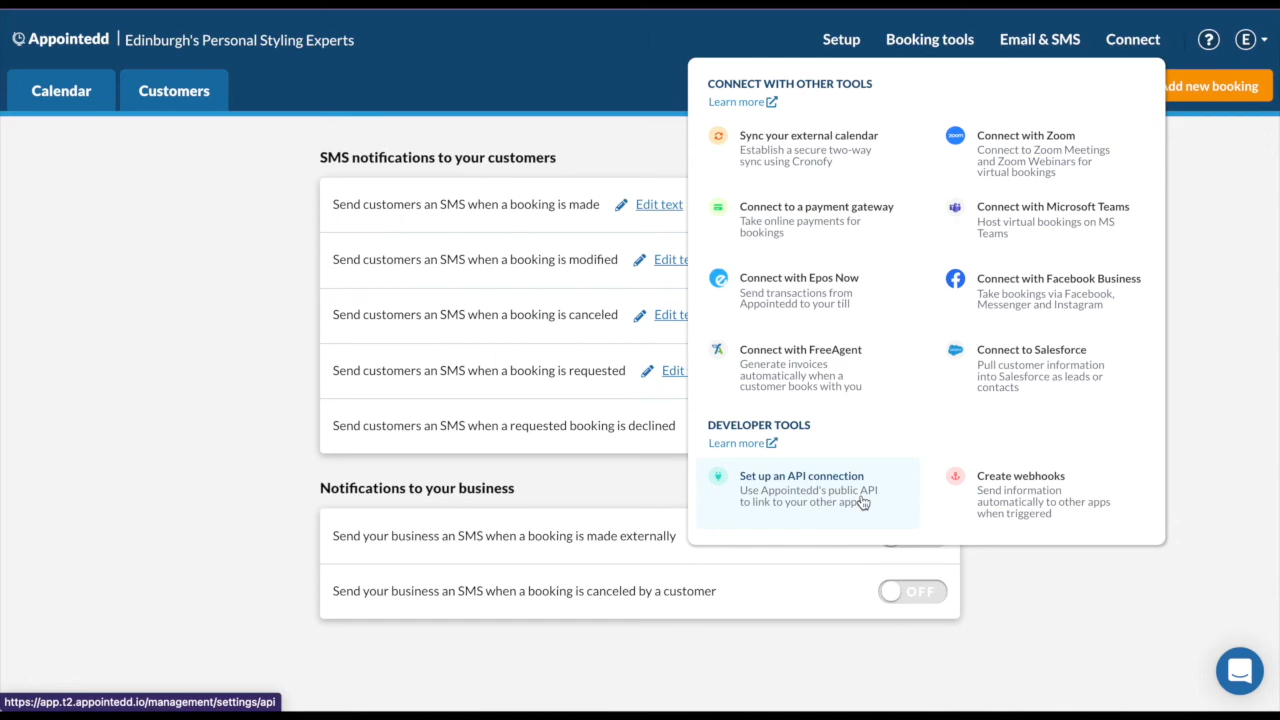 Appointedd | Edinburgh's Personal Styling Experts
Setup
Booking tools
Email & SMS
Connect
?
E
Calendar
Customers
Add new booking
CONNECT WITH OTHER TOOLS
Learn more
Sync your external calendar
Establish a secure two-way
sync using Cronofy
zoom
Connect with Zoom
Connect to Zoom Meetings
and Zoom Webinars for
virtual bookings
Connect to a payment gateway
Take online payments for
bookings
Connect with Microsoft Teams
Host virtual bookings on MS
Teams
Connect with Epos Now
Send transactions from
Appointedd to your till
Connect with Facebook Business
Take bookings via Facebook,
Messenger and Instagram
Connect with FreeAgent
Generate invoices
automatically when a
customer books with you
Connect to Salesforce
Pull customer information
into Salesforce as leads or
contacts
DEVELOPER TOOLS
Learn more
Set up an API connection
Use Appointedd's public API
to link to your other apps
Create webhooks
Send information
automatically to other apps
when triggered
SMS notifications to your customers
Send customers an SMS when a booking is made
Edit text
Send customers an SMS when a booking is modified
Edit te
Send customers an SMS when a booking is canceled
Edit te
Send customers an SMS when a booking is requested
Edit
Send customers an SMS when a requested booking is declined
Notifications to your business
Send your business an SMS when a booking is made externally
Send your business an SMS when a booking is canceled by a customer
OFF
https://app.t2.appointedd.io/management/settings/api